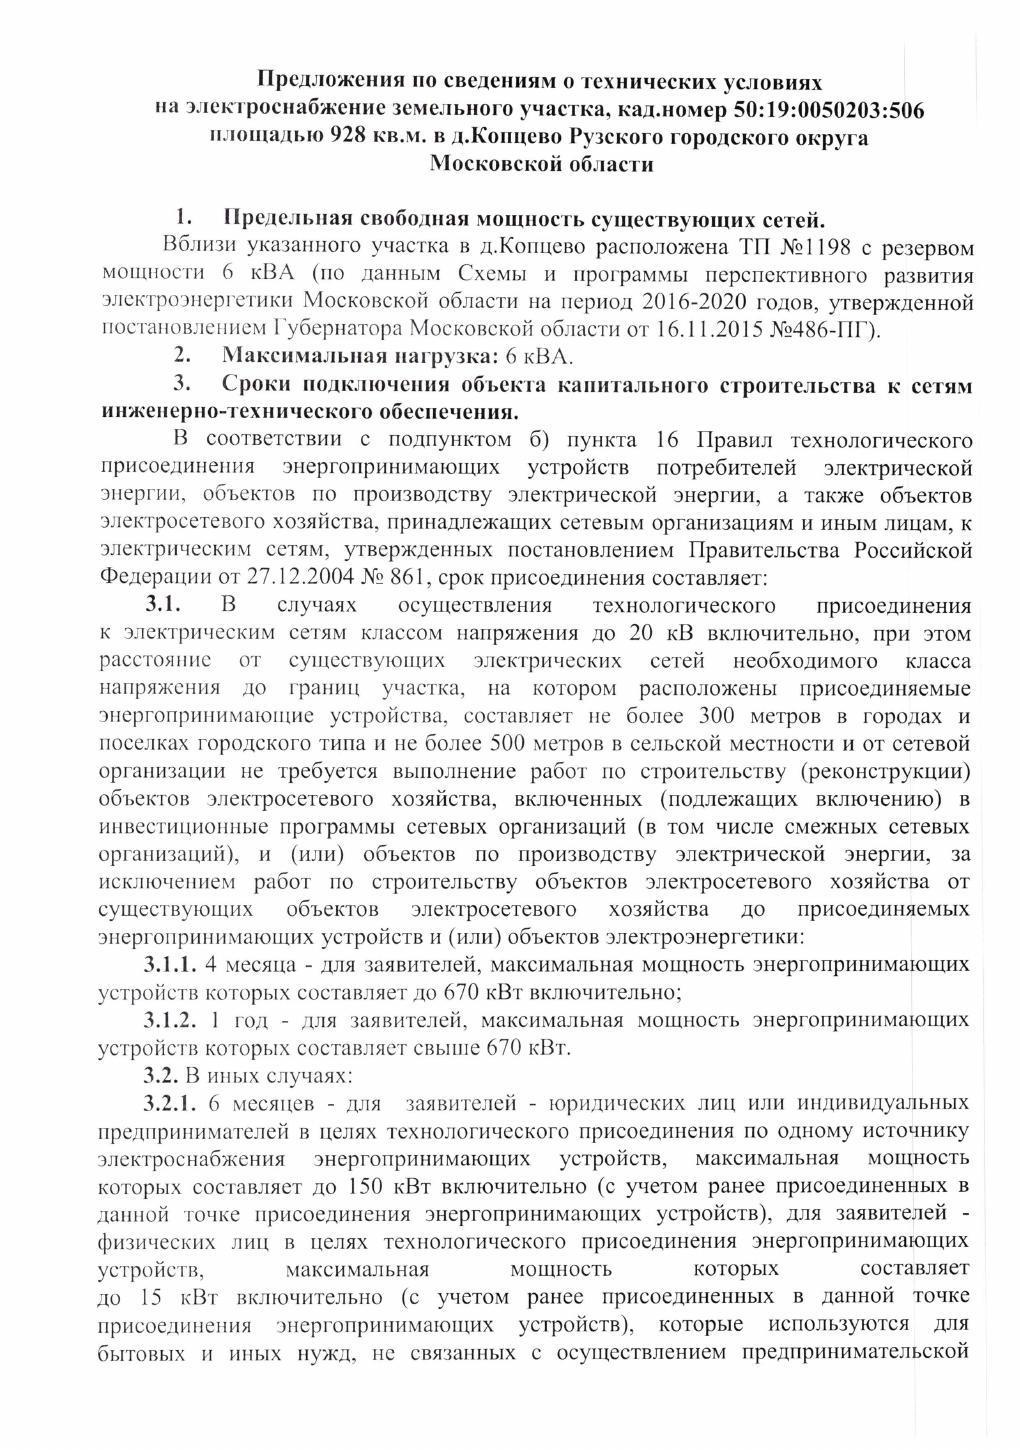 Предложения по сведениям о технических условиях
на электроснабжение земельного участка, кад.номер 50:19:0050203:506
площадью 928 кв.м. в д.Копцево Рузского городского округа
Московской области
1. Предельная свободная мощность существующих сетей.
Вблизи указанного участка в д.Копцево расположена ТП №1198 с резервом
мощности 6 кВА (по данным Схемы и программы перспективного развития
электроэнергетики Московской области на период 2016-2020 годов, утвержденной
постановлением Губернатора Московской области от 16.11.2015 №486-ПГ).
2. Максимальная нагрузка: 6 кВА.
3. Сроки подключения объекта капитального строительства к сетям
инженерно-технического обеспечения.
В соответствии с подпунктом б) пункта 16 Правил технологического
присоединения энергопринимающих устройств потребителей электрической
энергии, объектов по производству электрической энергии, а также объектов
электросетевого хозяйства, принадлежащих сетевым организациям и иным лицам, к
электрическим сетям, утвержденных постановлением Правительства Российской
Федерации от 27.12.2004 № 861, срок присоединения составляет:
3.1. В случаях осуществления технологического присоединения
к электрическим сетям классом напряжения до 20 кВ включительно, при этом
расстояние от существующих электрических сетей необходимого класса
напряжения до границ участка, на котором расположены присоединяемые
энергопринимающие устройства, составляет не более 300 метров в городах и
поселках городского типа и не более 500 метров в сельской местности и от сетевой
организации не требуется выполнение работ по строительству (реконструкции)
объектов электросетевого хозяйства, включенных (подлежащих включению) в
инвестиционные программы сетевых организаций (в том числе смежных сетевых
организаций), и (или) объектов по производству электрической энергии, за
исключением работ по строительству объектов электросетевого хозяйства от
существующих объектов электросетевого хозяйства до присоединяемых
энергопринимающих устройств и (или) объектов электроэнергетики:
3.1.1. 4 месяца - для заявителей, максимальная мощность энергопринимающих
устройств которых составляет до 670 кВт включительно;
3.1.2. 1 год - для заявителей, максимальная мощность энергопринимающих
устройств которых составляет свыше 670 кВт.
3.2. В иных случаях:
3.2.1. 6 месяцев - для заявителей - юридических лиц или индивидуальных
предпринимателей в целях технологического присоединения по одному источнику
электроснабжения энергопринимающих устройств, максимальная мощность
которых составляет до 150 кВт включительно (с учетом ранее присоединенных в
данной точке присоединения энергопринимающих устройств), для заявителей -
физических лиц в целях технологического присоединения энергопринимающих
устройств, максимальная мощность которых составляет
до 15 кВт включительно (с учетом ранее присоединенных в данной точке
присоединения энергопринимающих устройств), которые используются для
бытовых и иных нужд, не связанных с осуществлением предпринимательской